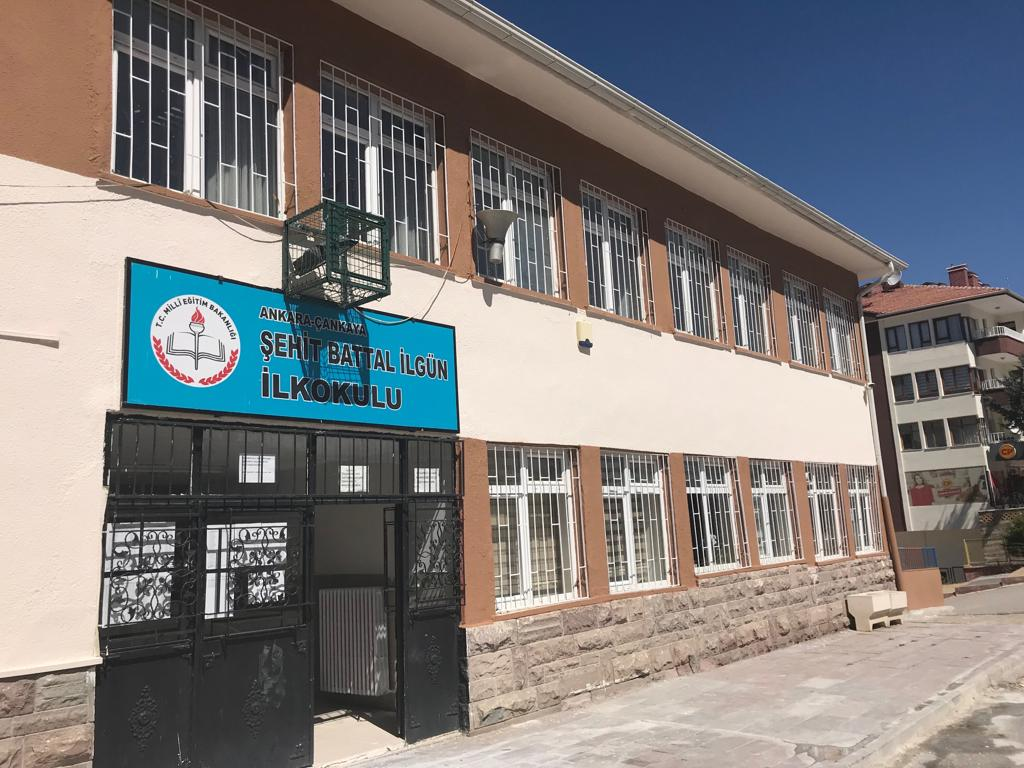 T.C. MİLLİ EĞİTİM BAKANLIĞI
ANKARA-ÇANKAYA
ŞEHİT BATTAL İLGÜN
İLKOKULU